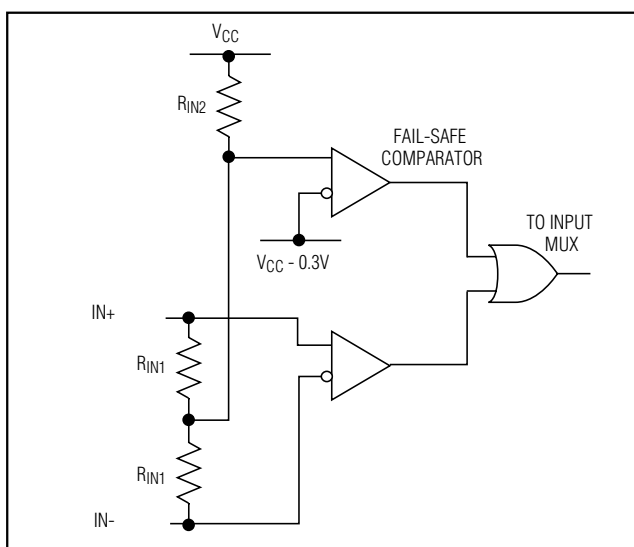 VCC
RIN2
FAIL-SAFE
COMPARATOR
TO INPUT
MUX
VCC - 0.3V
IN+
RIN1
RIN1
IN-